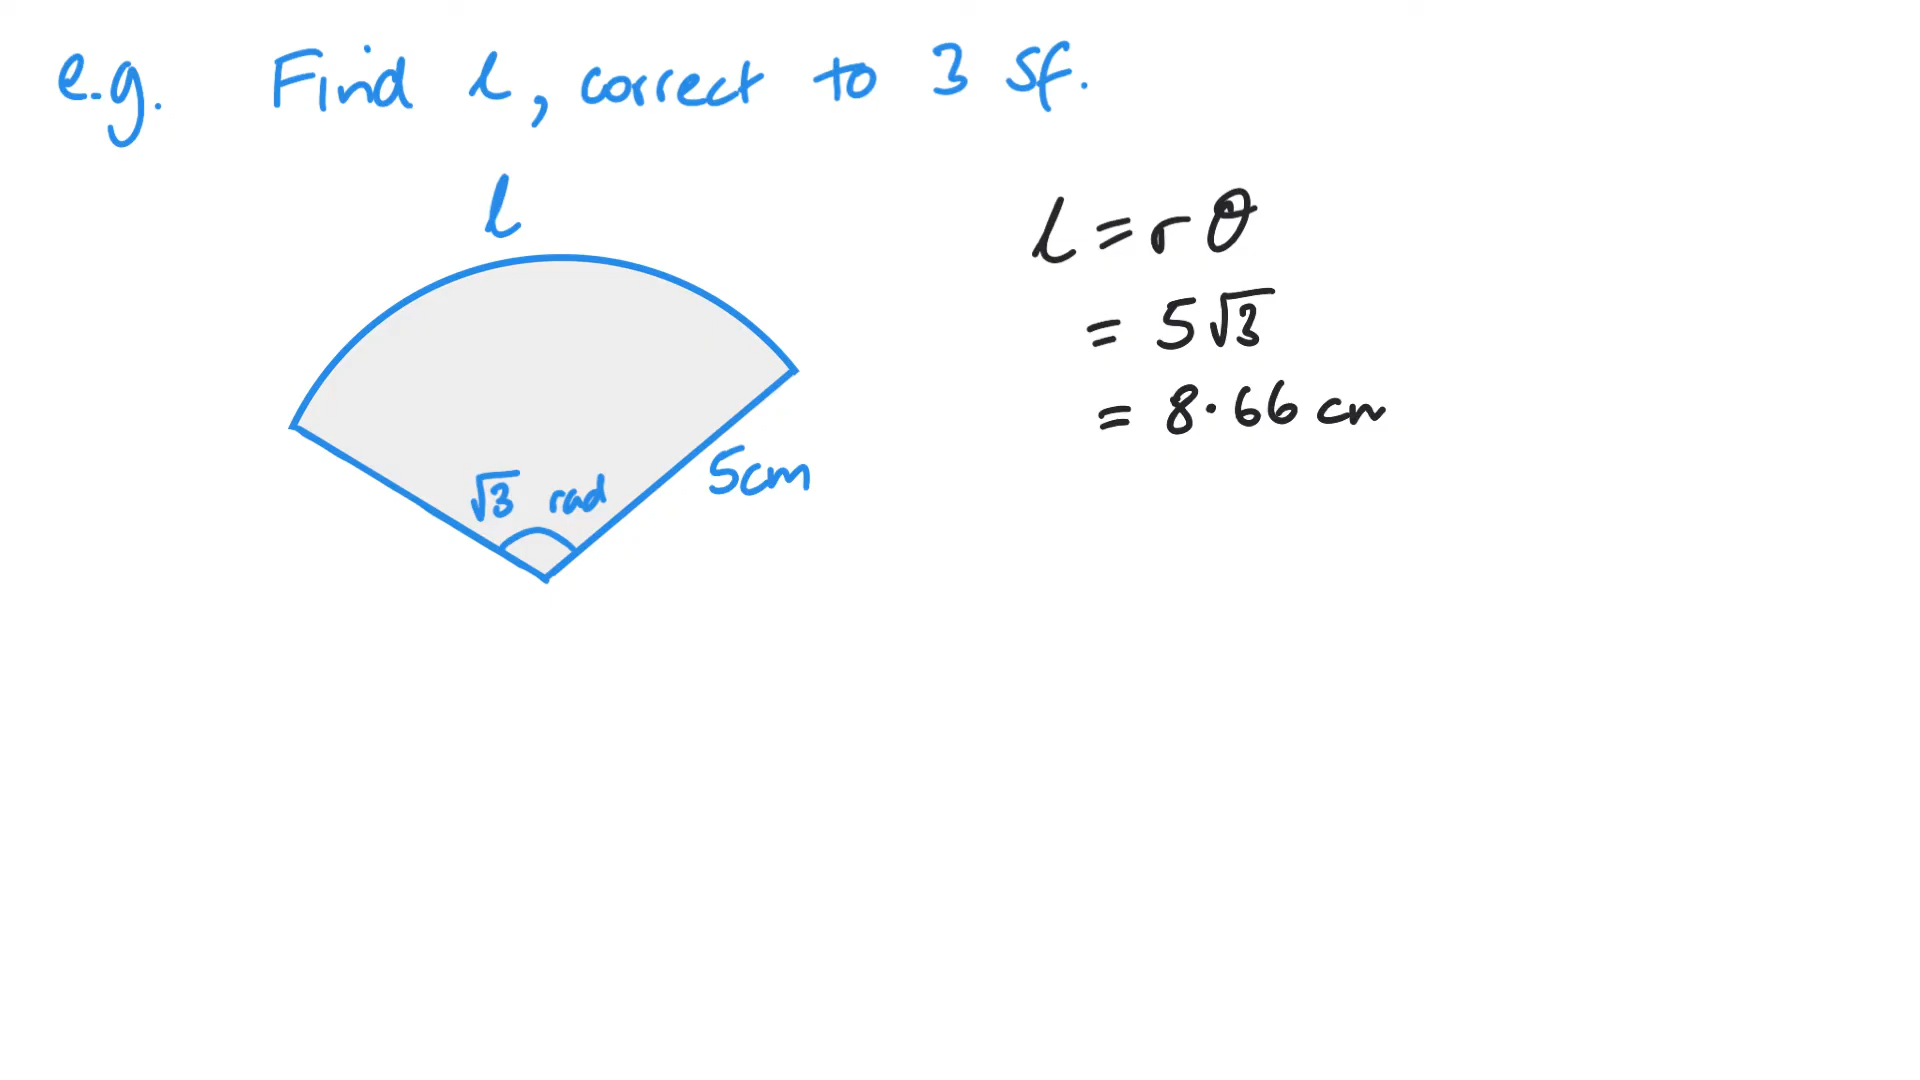 e.g. Find l, correct to 3 sf.
l
√3 rad
5cm
l = rθ
= 5√3
= 8.66 cm